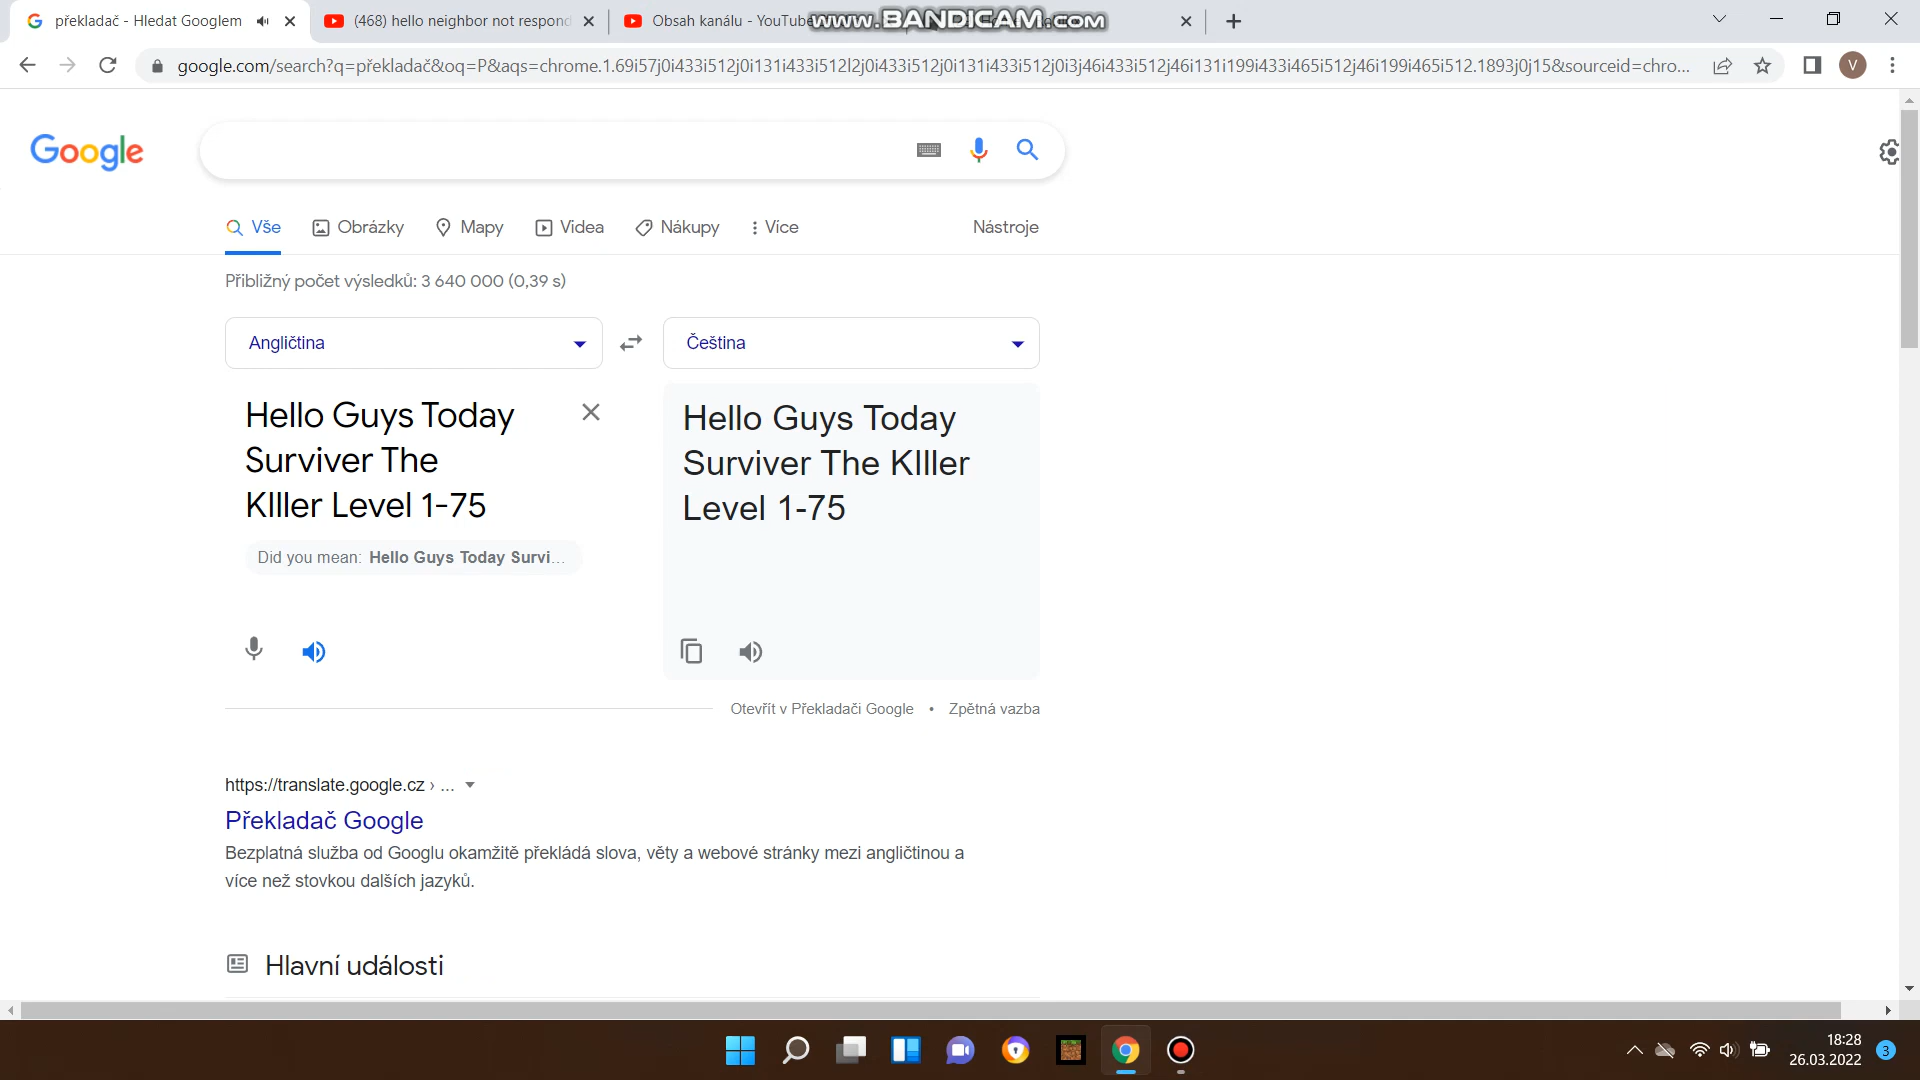 překladač - Hledat Googlem
(468) hello neighbor not respond
Obsah kanálu - YouTube
www.BANDICAM.com
google.com/search?q=překladač&oq=P&aqs=chrome.1.69i57j0i433i512j0i131i433i512l2j0i433i512j0i131i433i512j0i3j46i433i512j46i131i199i433i465i512j46i199i465i512.1893j0j15&sourceid=chro...
V
Google
Vše
Obrázky
Mapy
Videa
Nákupy
Více
Nástroje
Přibližný počet výsledků: 3 640 000 (0,39 s)
Angličtina
Čeština
Hello Guys Today
Surviver The
KIller Level 1-75
Did you mean: Hello Guys Today Survi...
Hello Guys Today
Surviver The KIller
Level 1-75
Otevřít v Překladači Google • Zpětná vazba
https://translate.google.cz › ...
Překladač Google
Bezplatná služba od Googlu okamžitě překládá slova, věty a webové stránky mezi angličtinou a
více než stovkou dalších jazyků.
Hlavní události
18:28
26.03.2022
3